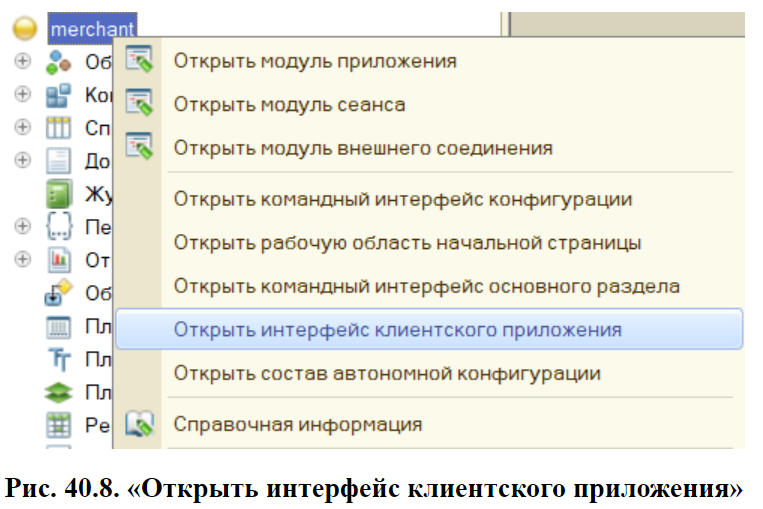 merchant
Об
Открыть модуль приложения
Ко
Открыть модуль сеанса
Сп
Открыть модуль внешнего соединения
До
Жу
Открыть командный интерфейс конфигурации
Пе
Открыть рабочую область начальной страницы
От
Открыть командный интерфейс основного раздела
Об
Пл
Открыть интерфейс клиентского приложения
Пл
Открыть состав автономной конфигурации
Пл
Ре
Справочная информация
Рис. 40.8. «Открыть интерфейс клиентского приложения»